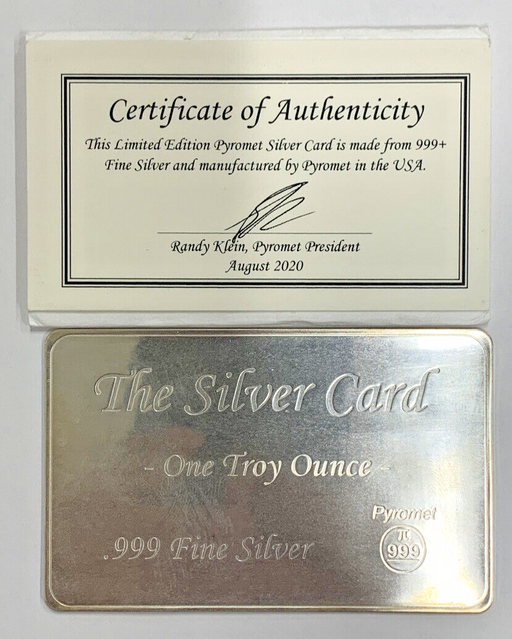 Certificate of Authenticity
This Limited Edition Pyromet Silver Card is made from 999+
Fine Silver and manufactured by Pyromet in the USA.
Randy Klein, Pyromet President
August 2020
The Silver Card
- One Troy Ounce -
Pyromet
.999 Fine Silver
999